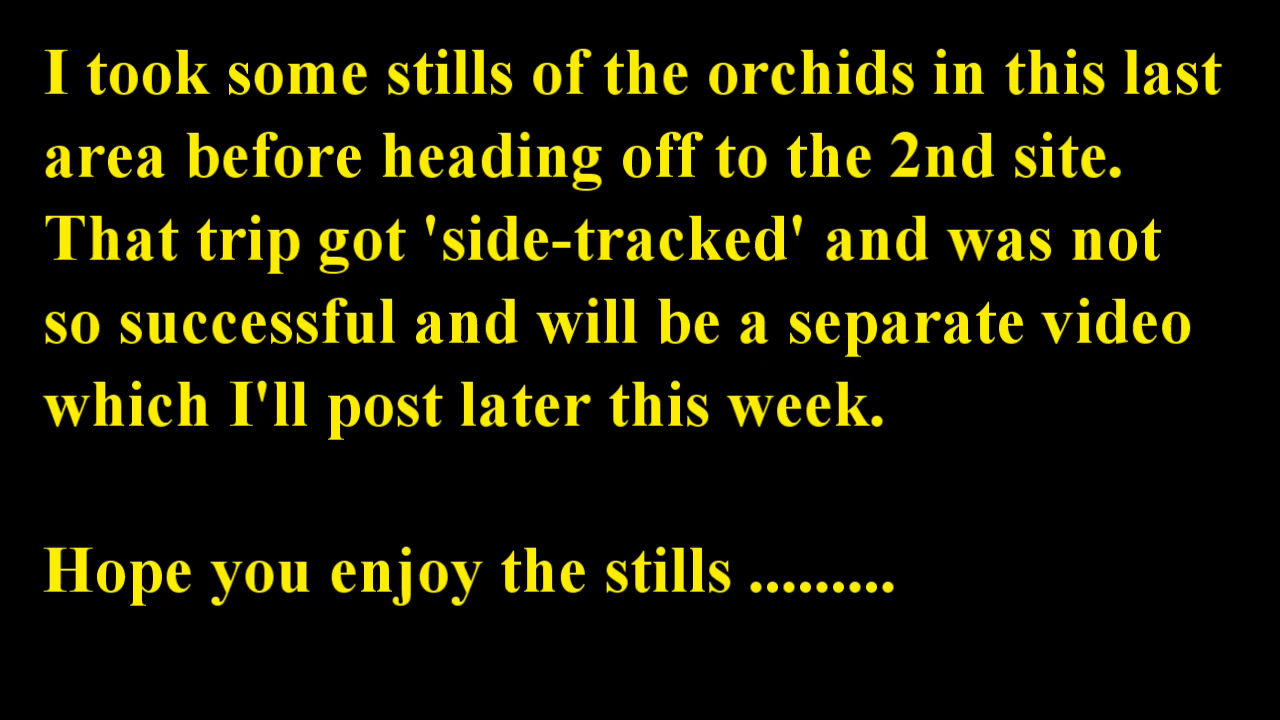 I took some stills of the orchids in this last
area before heading off to the 2nd site.
That trip got 'side-tracked' and was not
so successful and will be a separate video
which I'll post later this week.
Hope you enjoy the stills .........